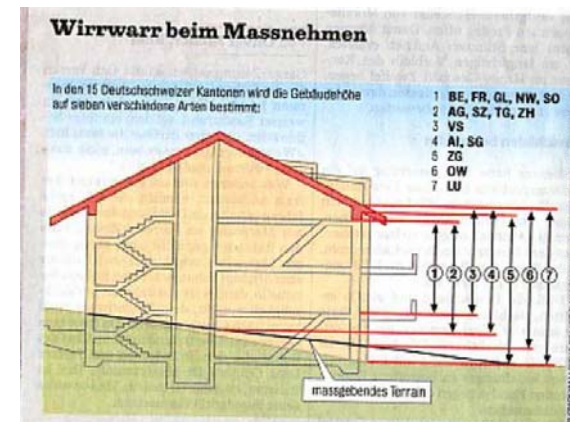 Wirrwarr beim Massnehmen
In den 15 Deutschschweizer Kantonen wird die Gebäudehöhe
auf sieben verschiedene Arten bestimmt:
1 BE, FR, GL, NW, SO
2 AG, SZ, TG, ZH
3 VS
4 AI, SG
5 ZG
6 OW
7 LU
1 2 3 4 5 6 7
massgebendes Terrain